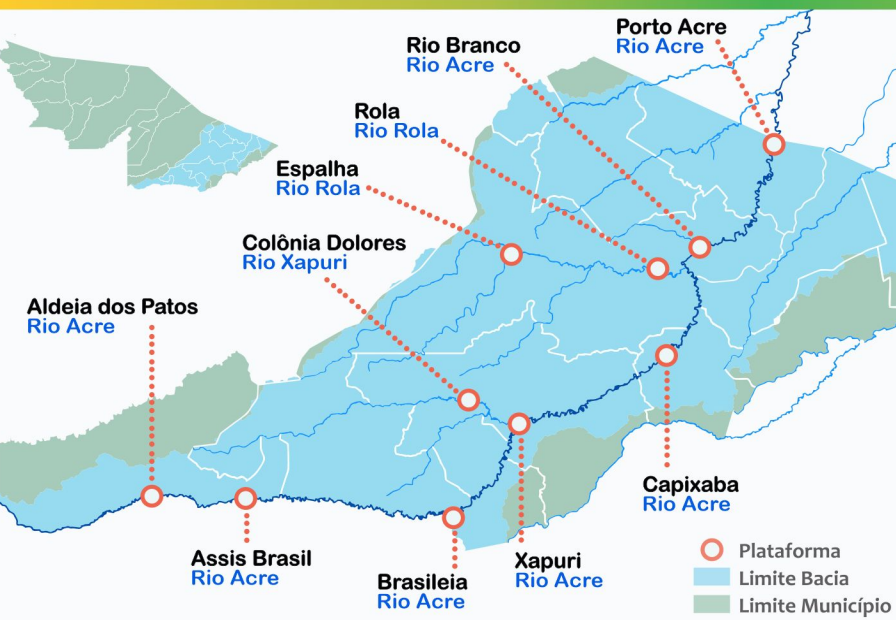 Porto Acre
Rio Acre
Rio Branco
Rio Acre
Rola
Rio Rola
Espalha
Rio Rola
Colônia Dolores
Rio Xapuri
Aldeia dos Patos
Rio Acre
Capixaba
Rio Acre
Assis Brasil
Rio Acre
Brasileia
Rio Acre
Xapuri
Rio Acre
Plataforma
Limite Bacia
Limite Município